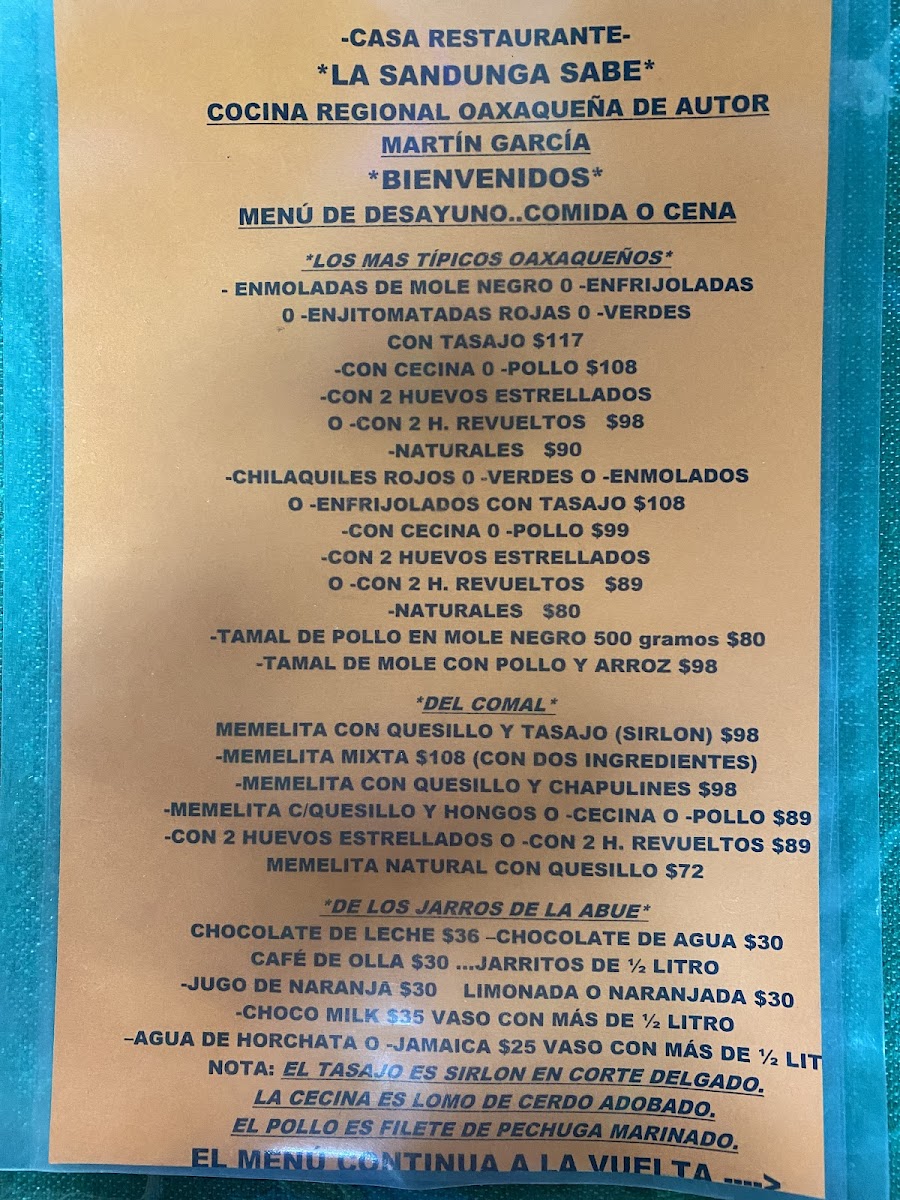 -CASA RESTAURANTE-
*LA SANDUNGA SABE*
COCINA REGIONAL OAXAQUEÑA DE AUTOR
MARTÍN GARCÍA
*BIENVENIDOS*
MENÚ DE DESAYUNO..COMIDA O CENA
*LOS MAS TÍPICOS OAXAQUEÑOS*
- ENMOLADAS DE MOLE NEGRO 0 -ENFRIJOLADAS
0 -ENJITOMATADAS ROJAS 0 -VERDES
CON TASAJO $117
-CON CECINA 0 -POLLO $108
-CON 2 HUEVOS ESTRELLADOS
O -CON 2 H. REVUELTOS $98
-NATURALES $90
-CHILAQUILES ROJOS 0 -VERDES O -ENMOLADOS
O -ENFRIJOLADOS CON TASAJO $108
-CON CECINA 0 -POLLO $99
-CON 2 HUEVOS ESTRELLADOS
O -CON 2 H. REVUELTOS $89
-NATURALES $80
-TAMAL DE POLLO EN MOLE NEGRO 500 gramos $80
-TAMAL DE MOLE CON POLLO Y ARROZ $98
*DEL COMAL*
MEMELITA CON QUESILLO Y TASAJO (SIRLON) $98
-MEMELITA MIXTA $108 (CON DOS INGREDIENTES)
-MEMELITA CON QUESILLO Y CHAPULINES $98
-MEMELITA C/QUESILLO Y HONGOS O -CECINA O -POLLO $89
-CON 2 HUEVOS ESTRELLADOS O -CON 2 H. REVUELTOS $89
MEMELITA NATURAL CON QUESILLO $72
*DE LOS JARROS DE LA ABUE*
CHOCOLATE DE LECHE $36 –CHOCOLATE DE AGUA $30
CAFÉ DE OLLA $30 ...JARRITOS DE ½ LITRO
-JUGO DE NARANJA $30 LIMONADA O NARANJADA $30
-CHOCO MILK $35 VASO CON MÁS DE ½ LITRO
–AGUA DE HORCHATA O -JAMAICA $25 VASO CON MÁS DE ½ LIT
NOTA: EL TASAJO ES SIRLON EN CORTE DELGADO.
LA CECINA ES LOMO DE CERDO ADOBADO.
EL POLLO ES FILETE DE PECHUGA MARINADO.
EL MENÚ CONTINUA A LA VUELTA ---->